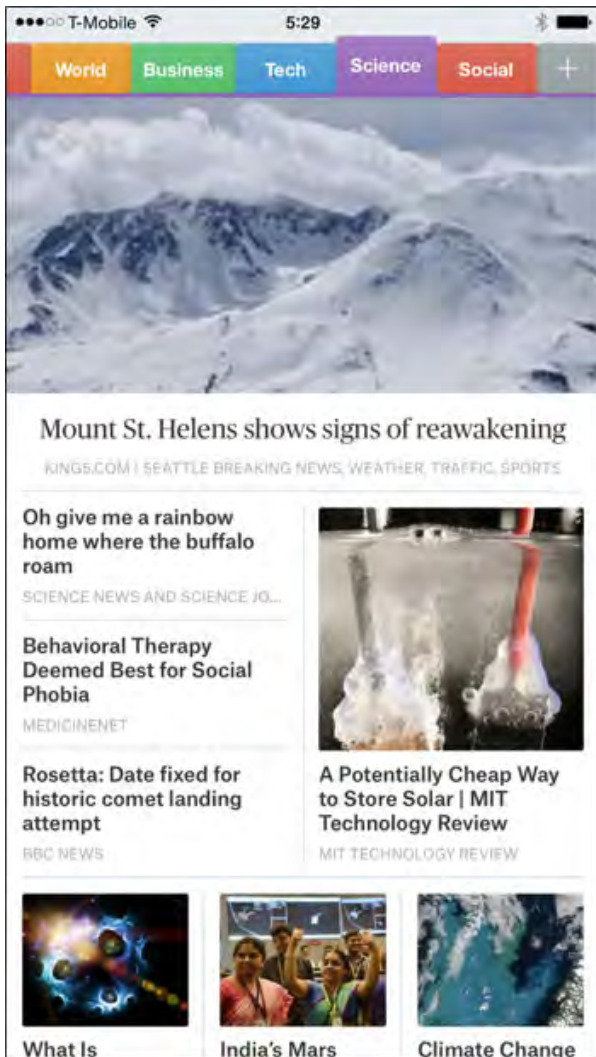 T-Mobile 5:29
World Business Tech Science Social +
Mount St. Helens shows signs of reawakening
KING5.COM | SEATTLE BREAKING NEWS, WEATHER, TRAFFIC, SPORTS
Oh give me a rainbow
home where the buffalo
roam
SCIENCE NEWS AND SCIENCE JO...
Behavioral Therapy
Deemed Best for Social
Phobia
MEDICINENET
Rosetta: Date fixed for
historic comet landing
attempt
BBC NEWS
A Potentially Cheap Way
to Store Solar | MIT
Technology Review
MIT TECHNOLOGY REVIEW
What Is
India's Mars
Climate Change